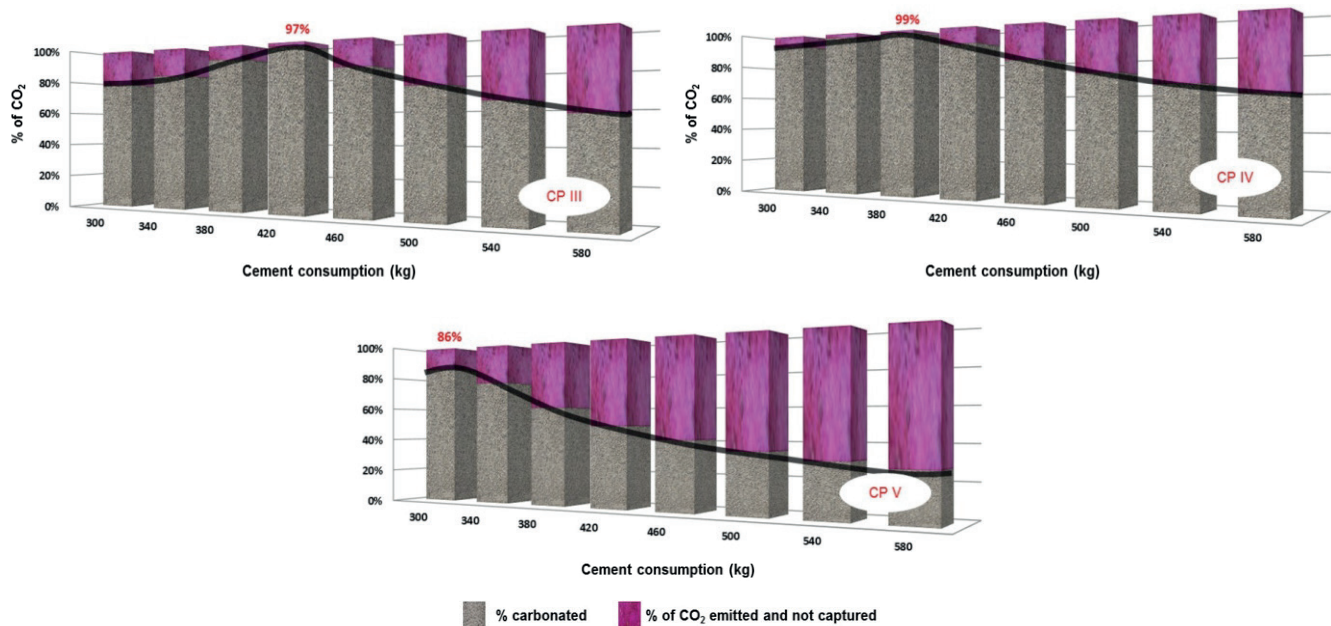 97%
% of CO₂
100%
80%
60%
40%
20%
0%
300 340 380 420 460 500 540 580
CP III
Cement consumption (kg)
99%
% of CO₂
100%
80%
60%
40%
20%
0%
300 340 380 420 460 500 540 580
CP IV
Cement consumption (kg)
86%
100%
80%
60%
40%
20%
0%
300 340 380 420 460 500 540 580
CP V
Cement consumption (kg)
% carbonated
% of CO₂ emitted and not captured